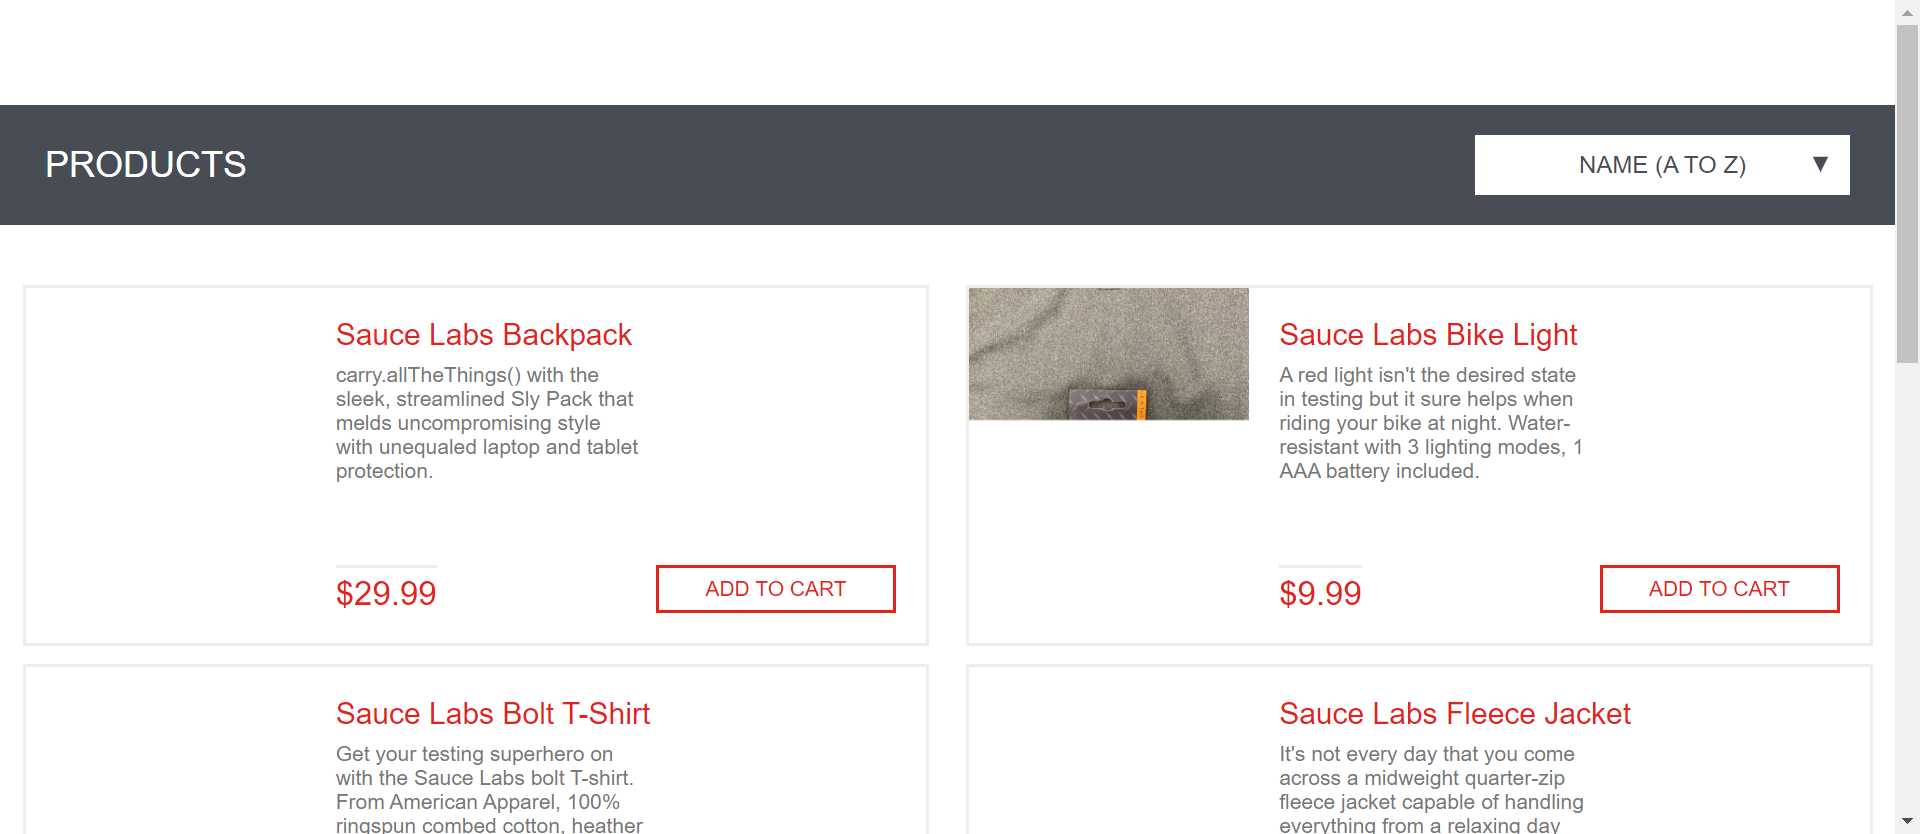 PRODUCTS
NAME (A TO Z)
Sauce Labs Backpack
carry.allTheThings() with the
sleek, streamlined Sly Pack that
melds uncompromising style
with unequaled laptop and tablet
protection.
$29.99
ADD TO CART
Sauce Labs Bike Light
A red light isn't the desired state
in testing but it sure helps when
riding your bike at night. Water-
resistant with 3 lighting modes, 1
AAA battery included.
$9.99
ADD TO CART
Sauce Labs Bolt T-Shirt
Get your testing superhero on
with the Sauce Labs bolt T-shirt.
From American Apparel, 100%
ringspun combed cotton, heather
Sauce Labs Fleece Jacket
It's not every day that you come
across a midweight quarter-zip
fleece jacket capable of handling
everything from a relaxing day